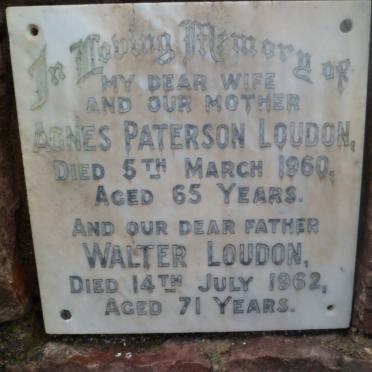 In Loving Memory of
MY DEAR WIFE
AND OUR MOTHER
AGNES PATERSON LOUDON,
DIED 5TH MARCH 1960,
AGED 65 YEARS.
AND OUR DEAR FATHER
WALTER LOUDON,
DIED 14TH JULY 1962,
AGED 71 YEARS.